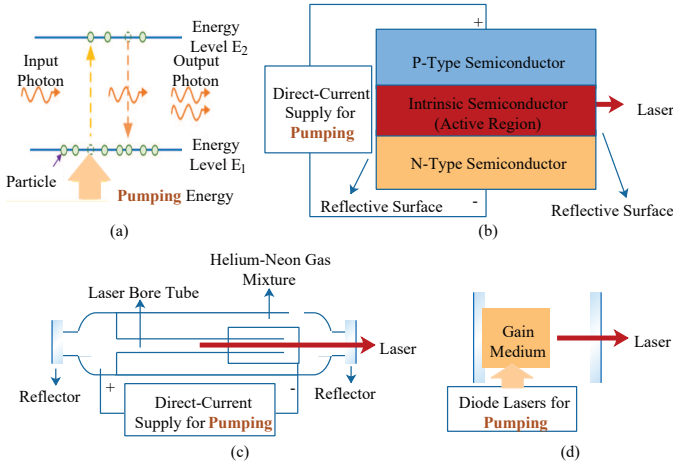 Energy
Level E2
Input
Photon
Output
Photon
Energy
Level E1
Particle
Pumping Energy
(a)
+
P-Type Semiconductor
Direct-Current
Supply for
Pumping
Intrinsic Semiconductor
(Active Region)
Laser
N-Type Semiconductor
-
Reflective Surface
Reflective Surface
(b)
Helium-Neon Gas
Mixture
Laser Bore Tube
Laser
+
-
Reflector
Direct-Current
Supply for Pumping
Reflector
(c)
Gain
Medium
Laser
Diode Lasers for
Pumping
(d)